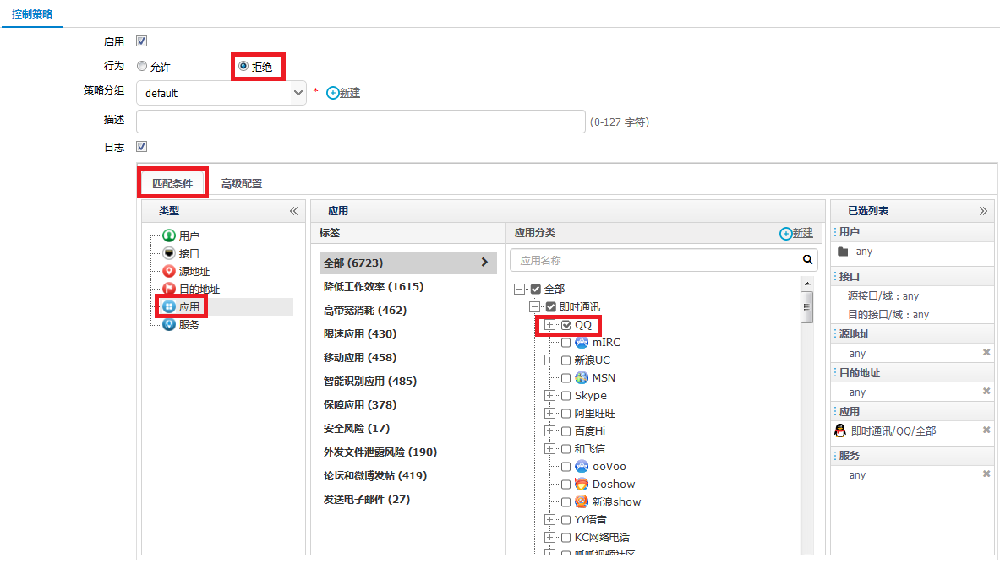 控制策略
启用
行为 允许 拒绝
策略分组 default * 新建
描述 (0-127 字符)
日志
匹配条件 高级配置
类型
用户
接口
源地址
目的地址
应用
服务
应用
标签
全部 (6723)
降低工作效率 (1615)
高带宽消耗 (462)
限速应用 (430)
移动应用 (458)
智能识别应用 (485)
保障应用 (378)
安全风险 (17)
外发文件泄露风险 (190)
论坛和微博发帖 (419)
发送电子邮件 (27)
应用分类 新建
应用名称
全部
即时通讯
QQ
mIRC
新浪UC
MSN
Skype
阿里旺旺
百度Hi
和飞信
ooVoo
Doshow
新浪show
YY语音
KC网络电话
呱呱视频社区
已选列表
用户
any
接口
源接口/域：any
目的接口/域：any
源地址
any
目的地址
any
应用
即时通讯/QQ/全部
服务
any